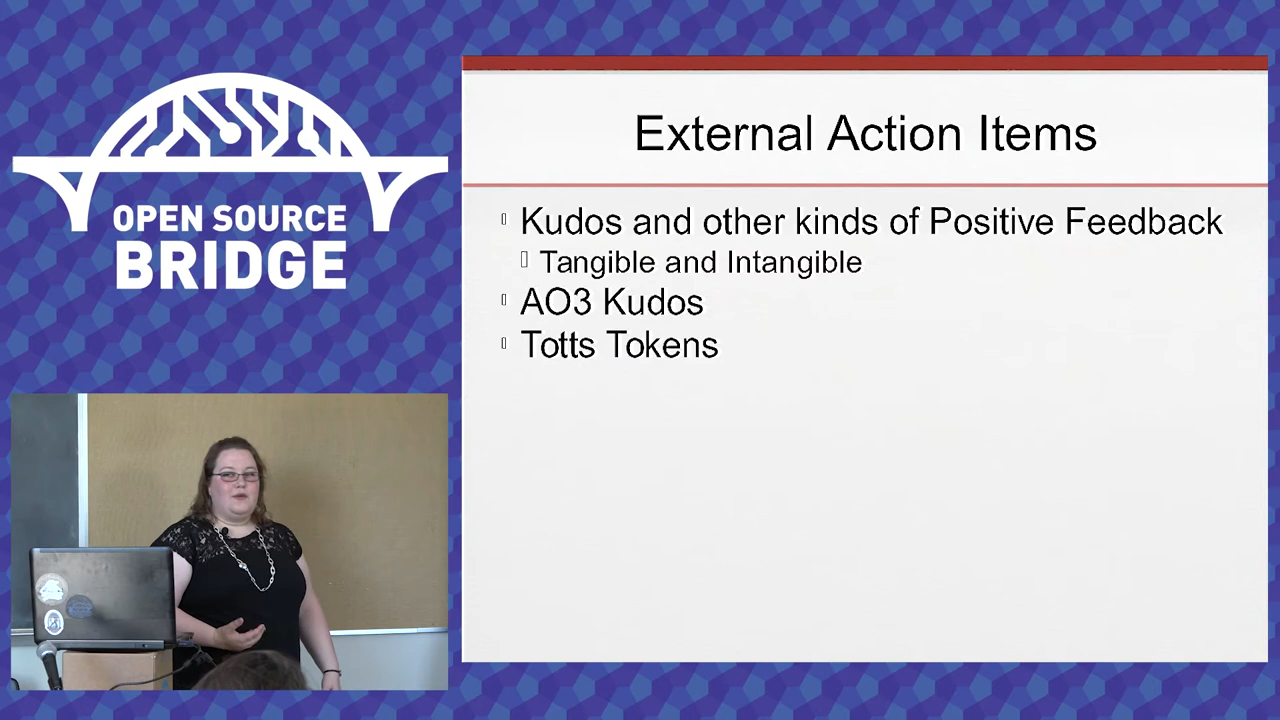 OPEN SOURCE
BRIDGE
External Action Items
Kudos and other kinds of Positive Feedback
Tangible and Intangible
AO3 Kudos
Totts Tokens